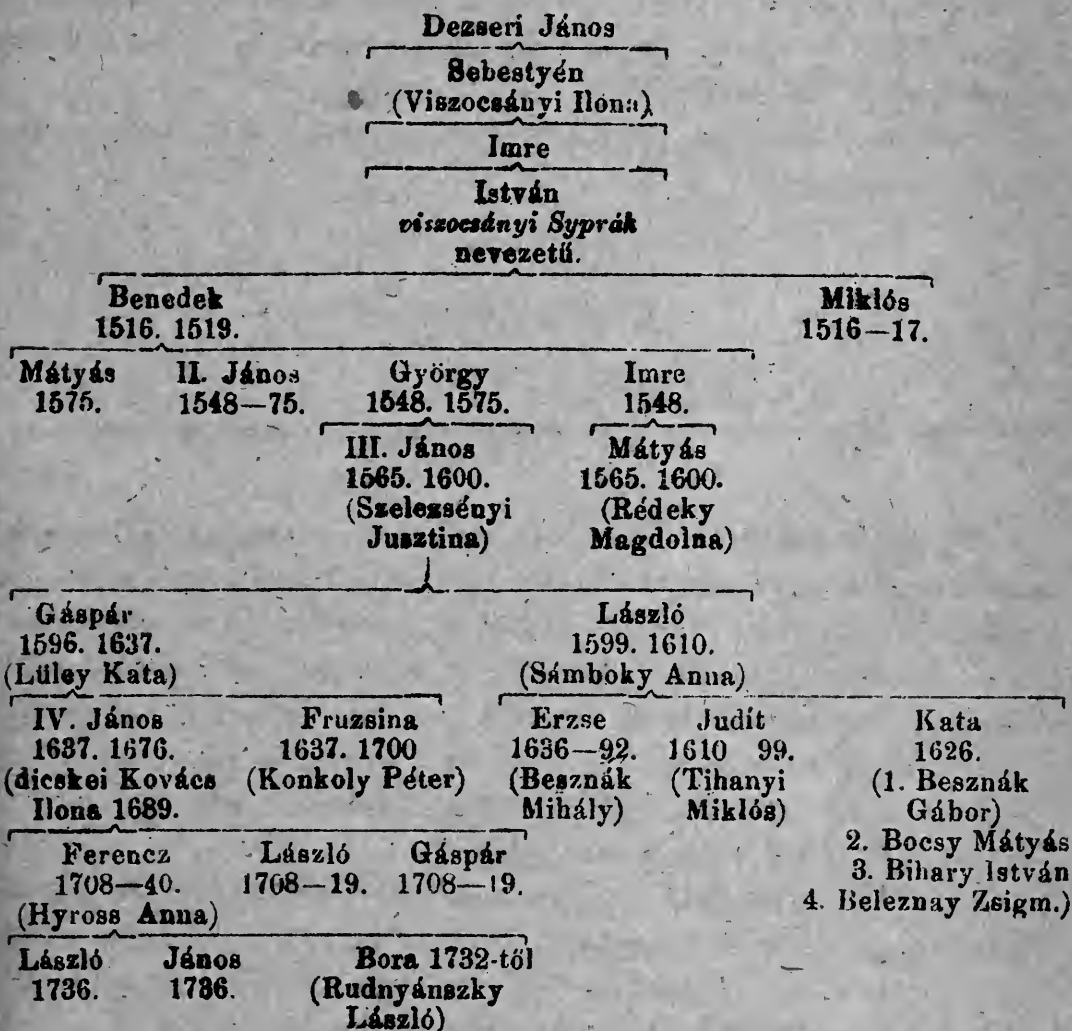 Dezseri János
Sebestyén
(Viszocsányi Ilona)
Imre
István
viszocsányi Syprák
nevezetű.
Benedek Miklós
1516. 1519. 1516—17.
Mátyás II. János György Imre
1575. 1548—75. 1548. 1575. 1548.
III. János Mátyás
1565. 1600. 1565. 1600.
(Szelezsényi (Rédeky
Jusztina) Magdolna)
Gáspár László
1596. 1637. 1599. 1610.
(Lüley Kata) (Sámboky Anna)
IV. János Fruzsina Erzse Judít Kata
1637. 1676. 1637. 1700 1636—92. 1610 99. 1626.
(dicskei Kovács (Konkoly Péter) (Besznák (Tihanyi (1. Besznák
Ilona 1689. Mihály) Miklós) Gábor)
2. Bocsy Mátyás
Ferencz László Gáspár 3. Bihary István
1708—40. 1708—19. 1708—19. 4. Beleznay Zsigm.)
(Hyross Anna)
László János Bora 1732-től
1736. 1736. (Rudnyánszky
László)